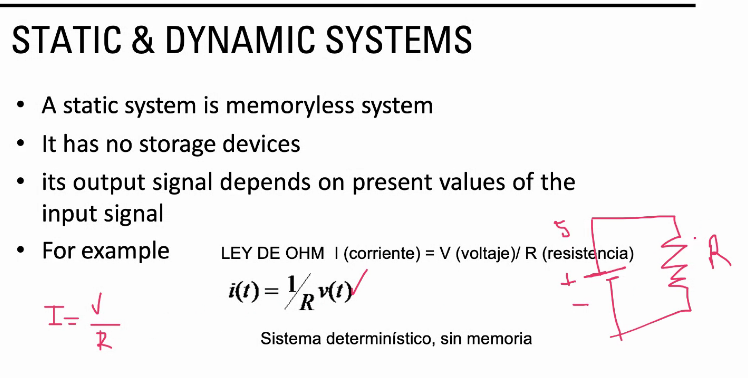 STATIC & DYNAMIC SYSTEMS
• A static system is memoryless system
• It has no storage devices
• its output signal depends on present values of the
input signal
• For example
LEY DE OHM I (corriente) = V (voltaje)/ R (resistencia)
i(t) = 1/R v(t)
Sistema determinístico, sin memoria
I = V/R
5
+
−
R